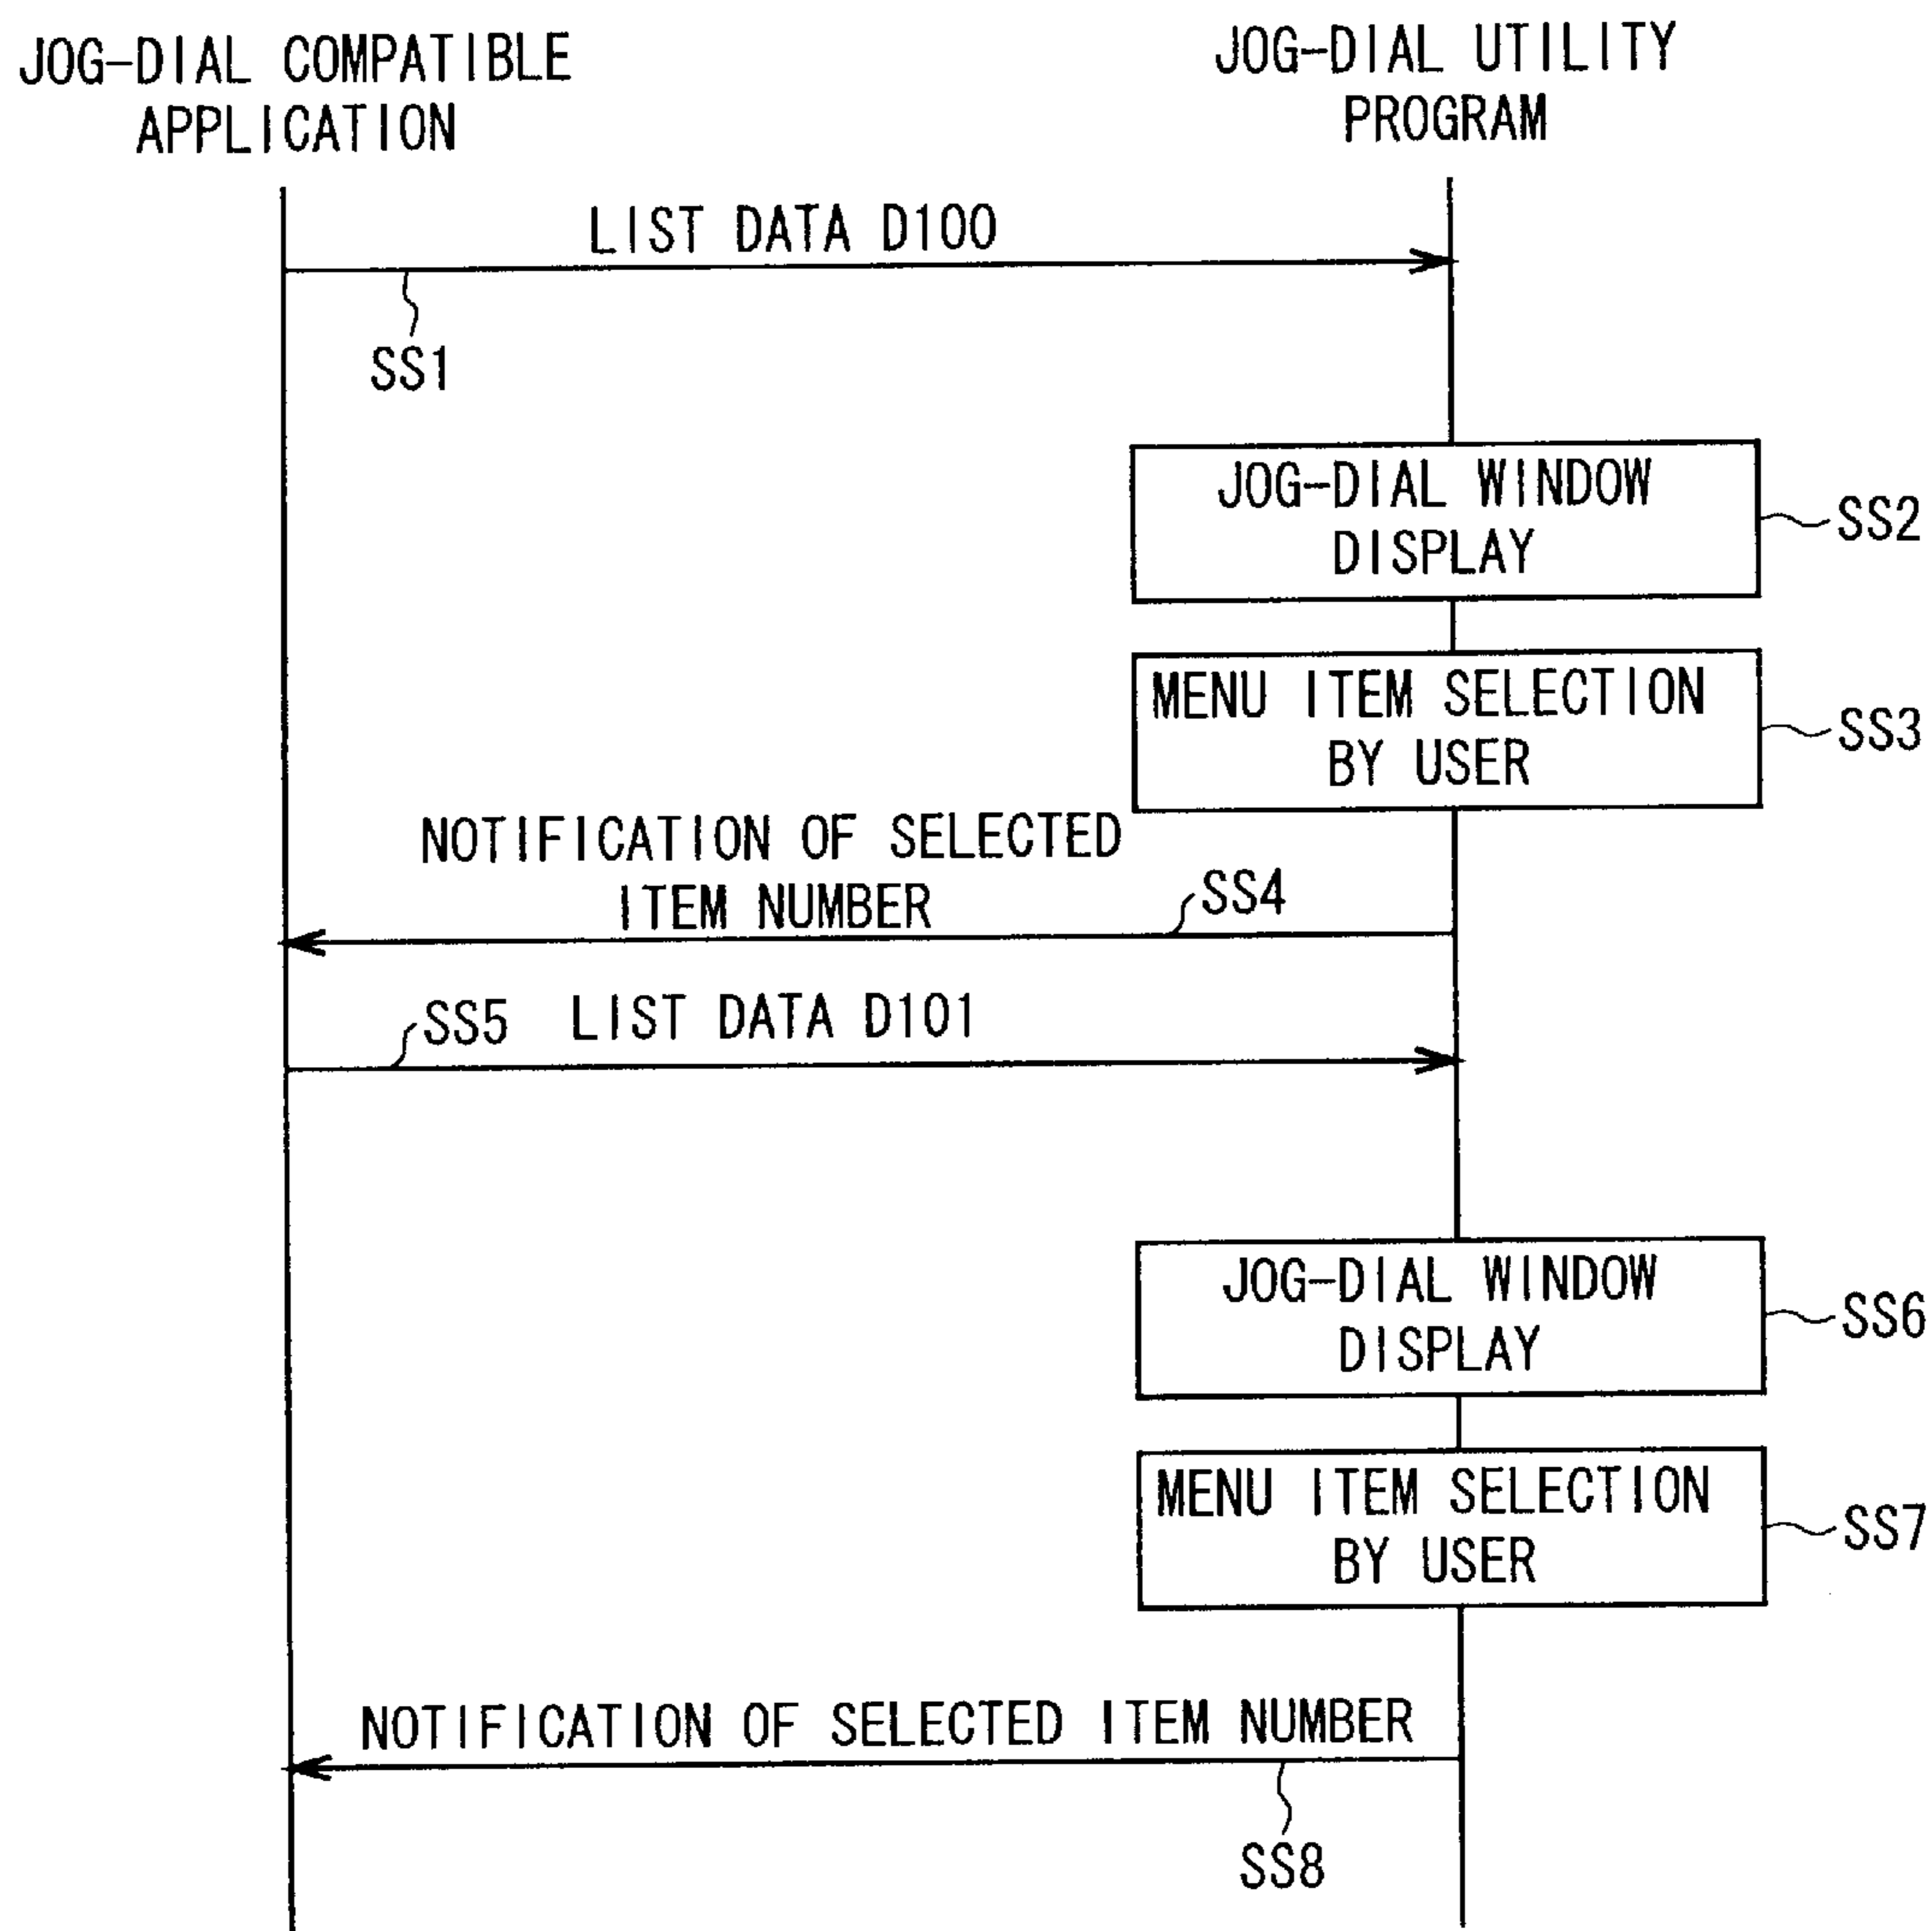 JOG-DIAL COMPATIBLE
APPLICATION
JOG-DIAL UTILITY
PROGRAM
LIST DATA D100
SS1
JOG-DIAL WINDOW
DISPLAY
SS2
MENU ITEM SELECTION
BY USER
SS3
NOTIFICATION OF SELECTED
ITEM NUMBER
SS4
SS5
LIST DATA D101
JOG-DIAL WINDOW
DISPLAY
SS6
MENU ITEM SELECTION
BY USER
SS7
NOTIFICATION OF SELECTED ITEM NUMBER
SS8